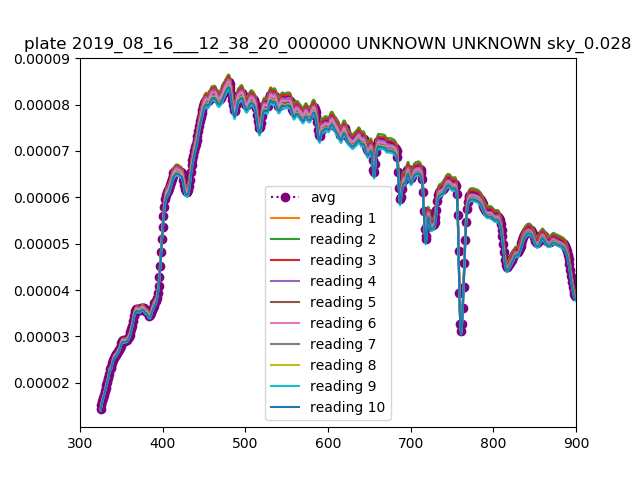 plate 2019_08_16___12_38_20_000000 UNKNOWN UNKNOWN sky_0.028
0.00009
0.00008
0.00007
0.00006
0.00005
0.00004
0.00003
0.00002
avg
reading 1
reading 2
reading 3
reading 4
reading 5
reading 6
reading 7
reading 8
reading 9
reading 10
300 400 500 600 700 800 900